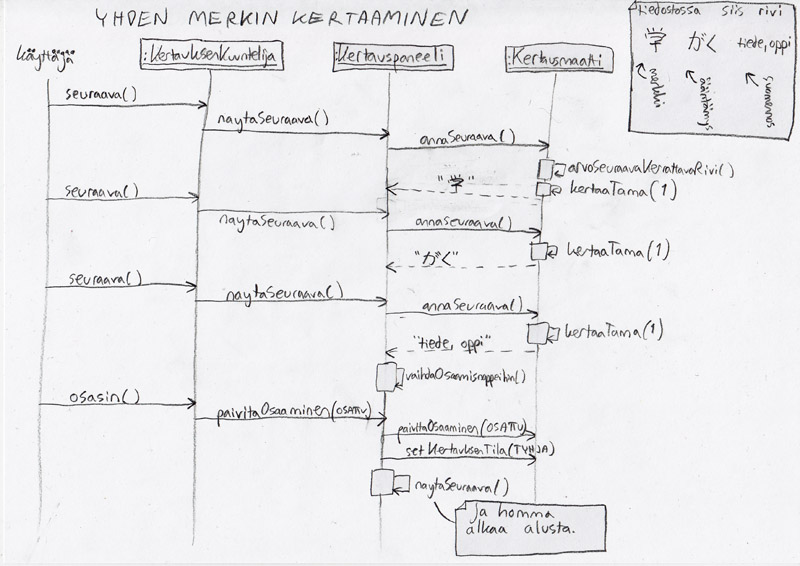 YHDEN MERKIN KERTAAMINEN
tiedostossa siis rivi
学 がく tiede, oppi
merkki ääntämys suomennos
käyttäjä :KertauksenKuuntelija :Kertauspaneeli :Kertausmaatti
seuraava()
naytaSeuraava()
annaSeuraava()
arvoSeuraavaKerrattavaRivi()
"学"
kertaaTama(1)
seuraava()
naytaSeuraava()
annaSeuraava()
kertaaTama(1)
"がく"
seuraava()
naytaSeuraava()
annaSeuraava()
kertaaTama(1)
"tiede, oppi"
vaihdaOsaamisnappeihin()
osasin()
paivitaOsaaminen(OSATTU)
paivitaOsaaminen(OSATTU)
setKertauksenTila(TYHJA)
naytaSeuraava()
Ja homma
alkaa alusta.